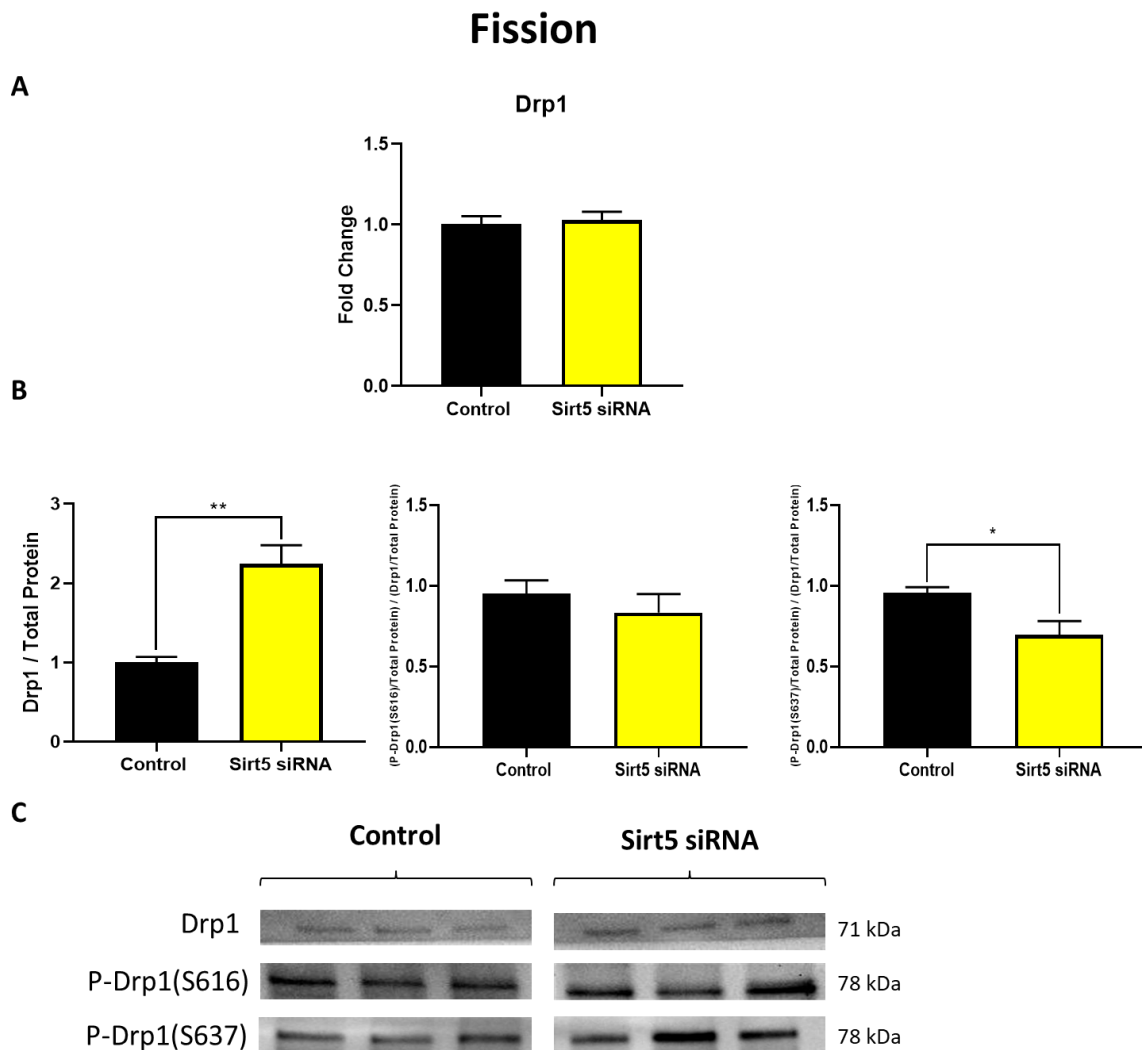 Fission
A
Drp1
Fold Change
1.5
1.0
0.5
0.0
Control
Sirt5 siRNA
B
Drp1 / Total Protein
3
2
1
0
**
Control
Sirt5 siRNA
(P-Drp1(S616)/Total Protein) / (Drp1/Total Protein)
1.5
1.0
0.5
0.0
Control
Sirt5 siRNA
(P-Drp1(S637)/Total Protein) / (Drp1/Total Protein)
1.5
1.0
0.5
0.0
*
Control
Sirt5 siRNA
C
Control
Sirt5 siRNA
Drp1
71 kDa
P-Drp1(S616)
78 kDa
P-Drp1(S637)
78 kDa